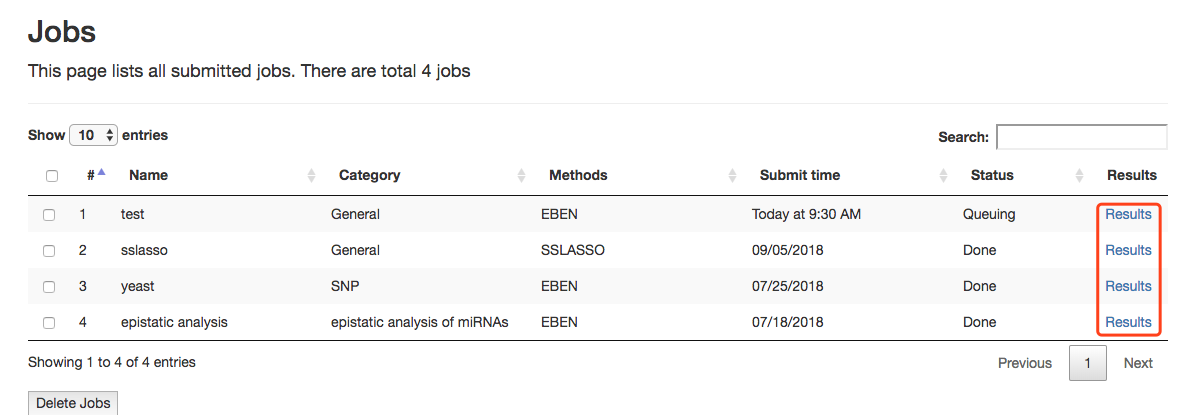 Jobs
This page lists all submitted jobs. There are total 4 jobs
Show 10 entries
Search:
# Name Category Methods Submit time Status Results
1 test General EBEN Today at 9:30 AM Queuing Results
2 sslasso General SSLASSO 09/05/2018 Done Results
3 yeast SNP EBEN 07/25/2018 Done Results
4 epistatic analysis epistatic analysis of miRNAs EBEN 07/18/2018 Done Results
Showing 1 to 4 of 4 entries
Previous 1 Next
Delete Jobs